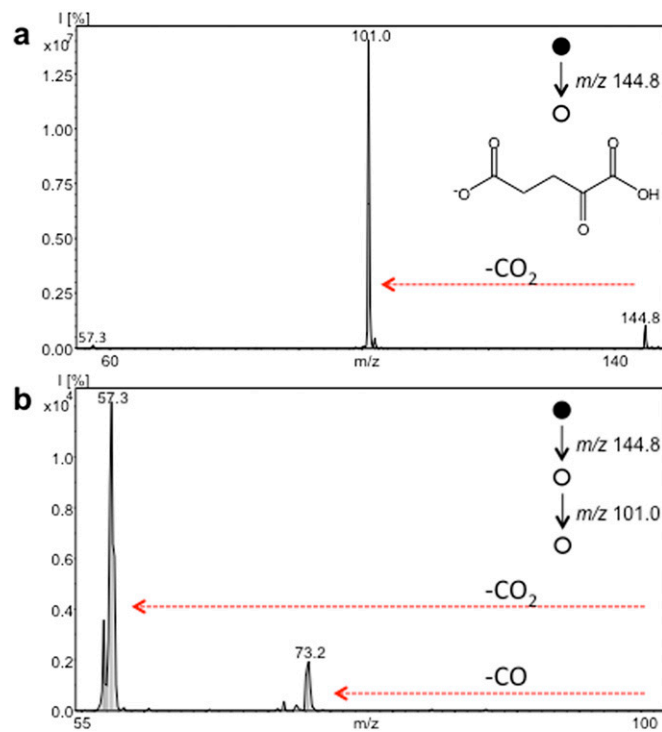 a
I [%]
x10⁷
101.0
1.25
1.00
0.75
0.50
0.25
0.00
m/z 144.8
O
O
⁻O
OH
O
-CO₂
57.3
144.8
60
m/z
140
b
I [%]
x10⁴
57.3
1.0
0.8
0.6
0.4
0.2
0.0
m/z 144.8
m/z 101.0
-CO₂
73.2
-CO
55
m/z
100